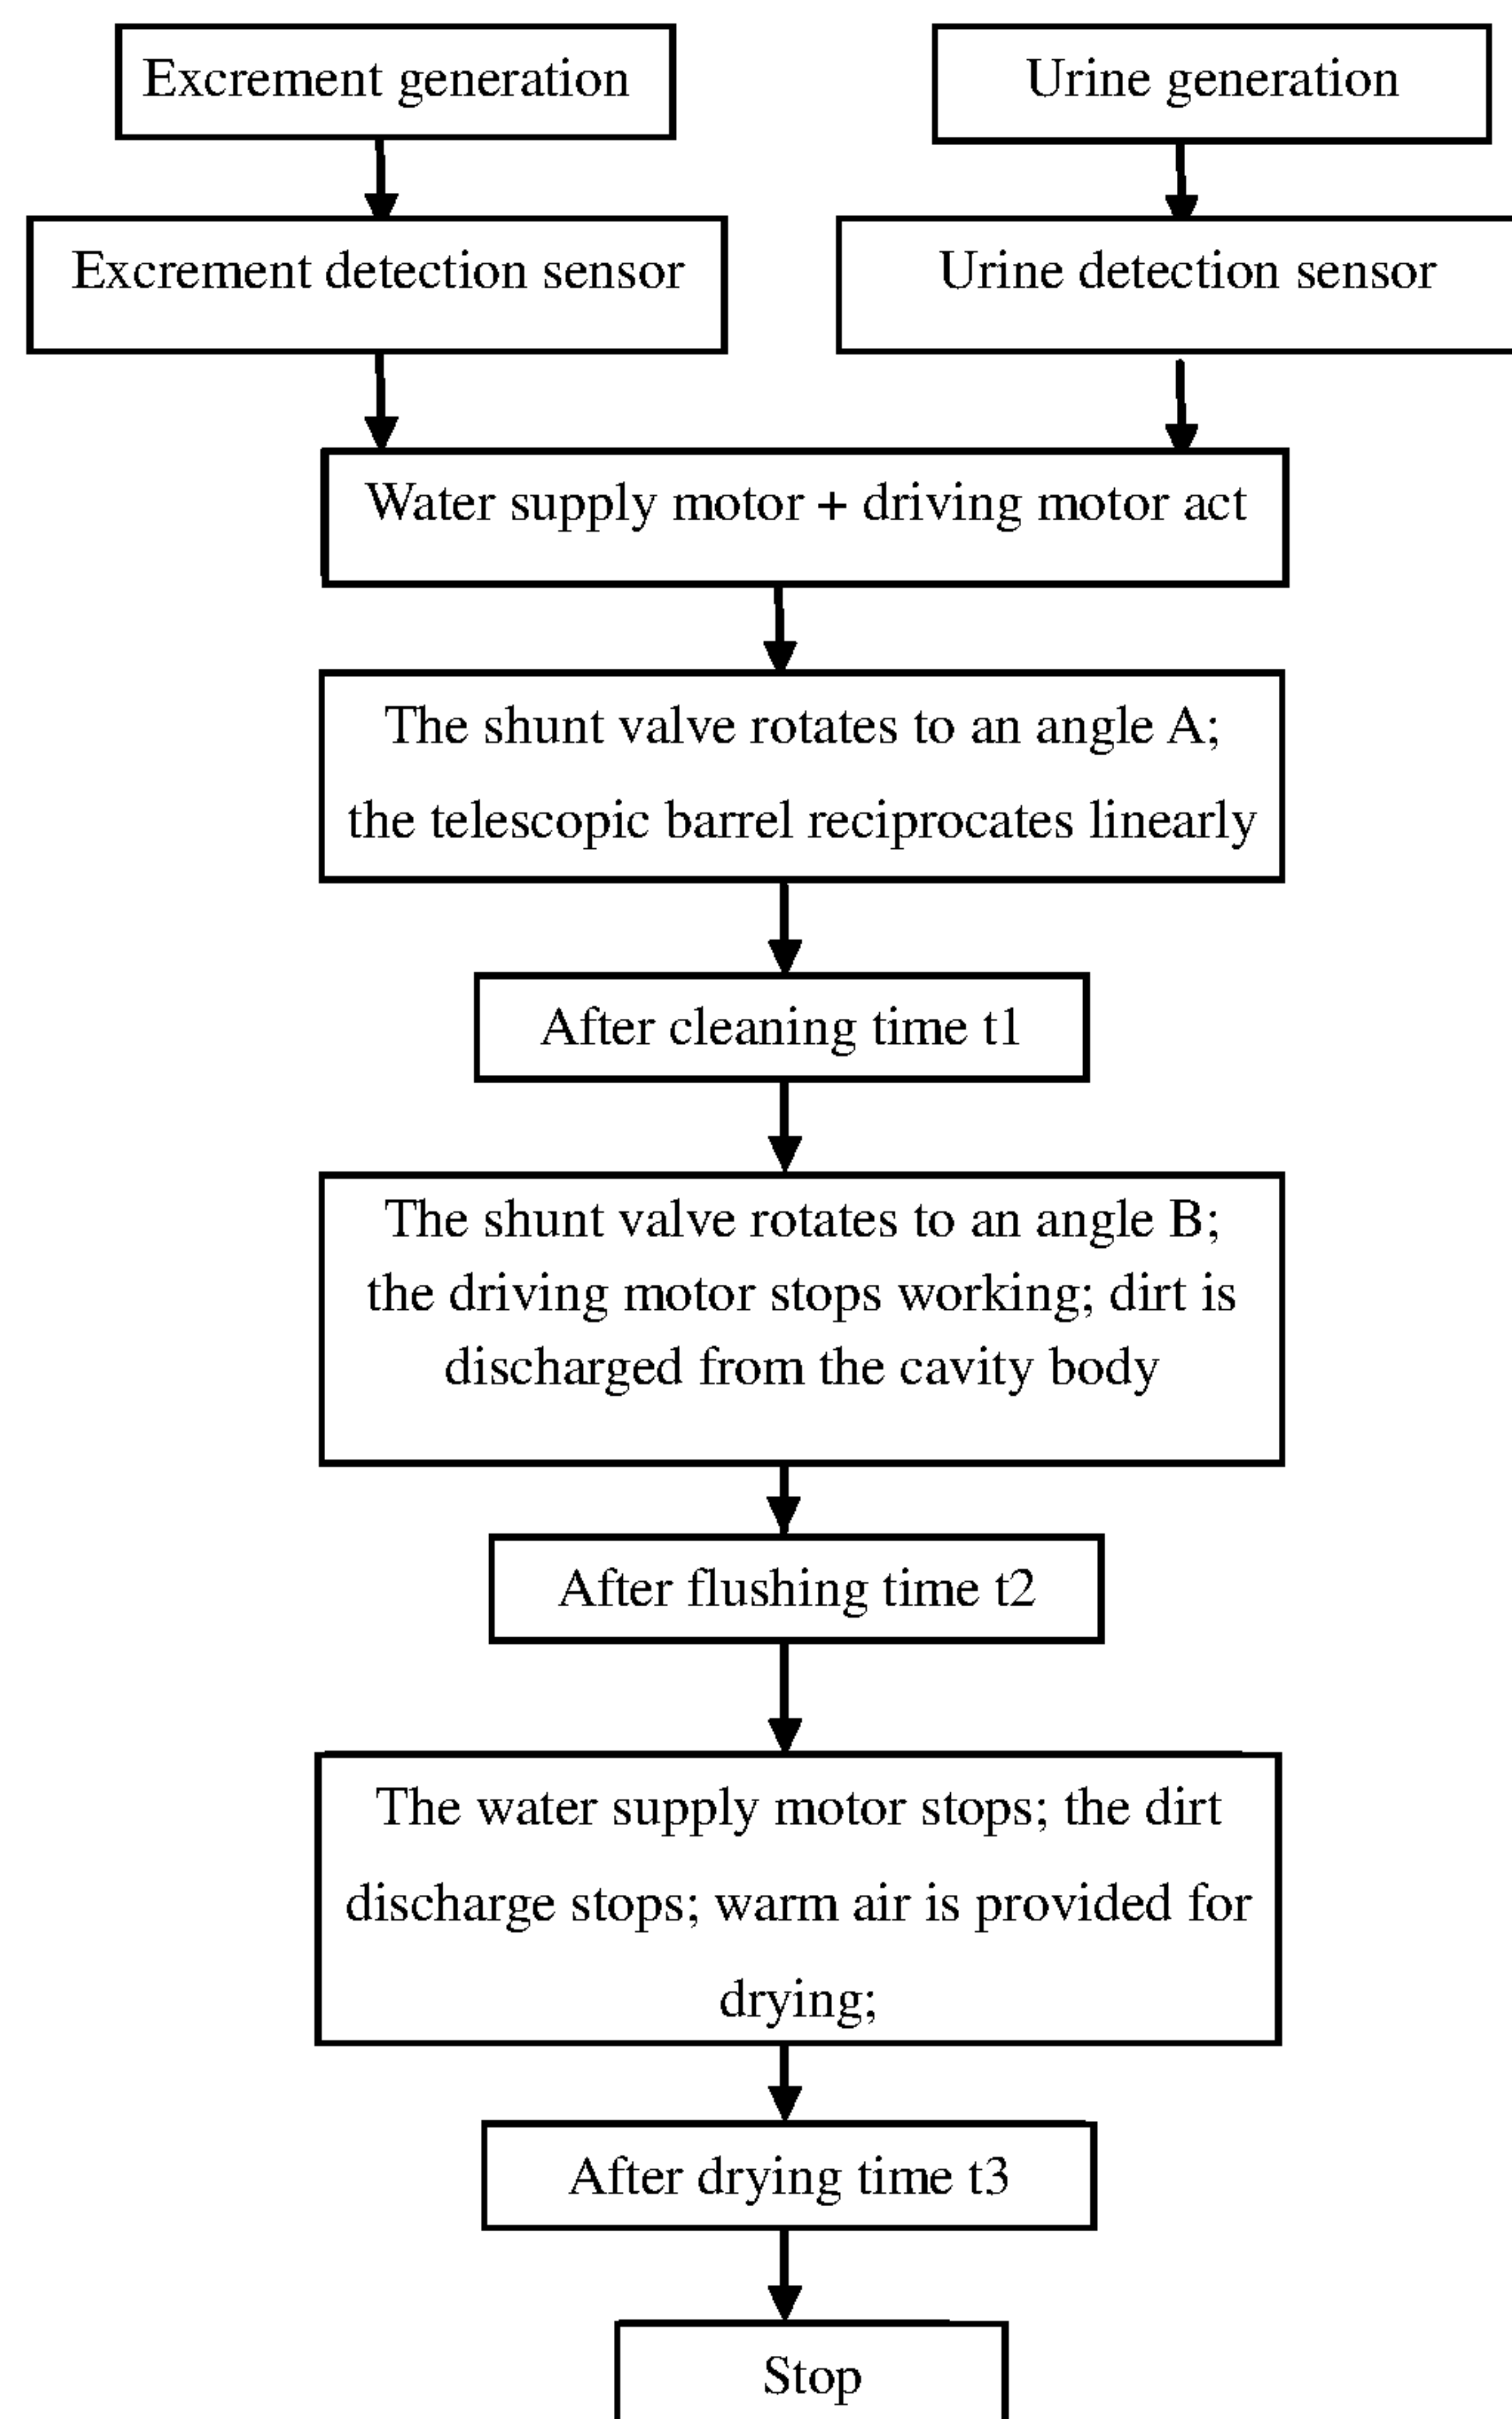 Excrement generation
Urine generation
Excrement detection sensor
Urine detection sensor
Water supply motor + driving motor act
The shunt valve rotates to an angle A;
the telescopic barrel reciprocates linearly
After cleaning time t1
The shunt valve rotates to an angle B;
the driving motor stops working; dirt is
discharged from the cavity body
After flushing time t2
The water supply motor stops; the dirt
discharge stops; warm air is provided for
drying;
After drying time t3
Stop